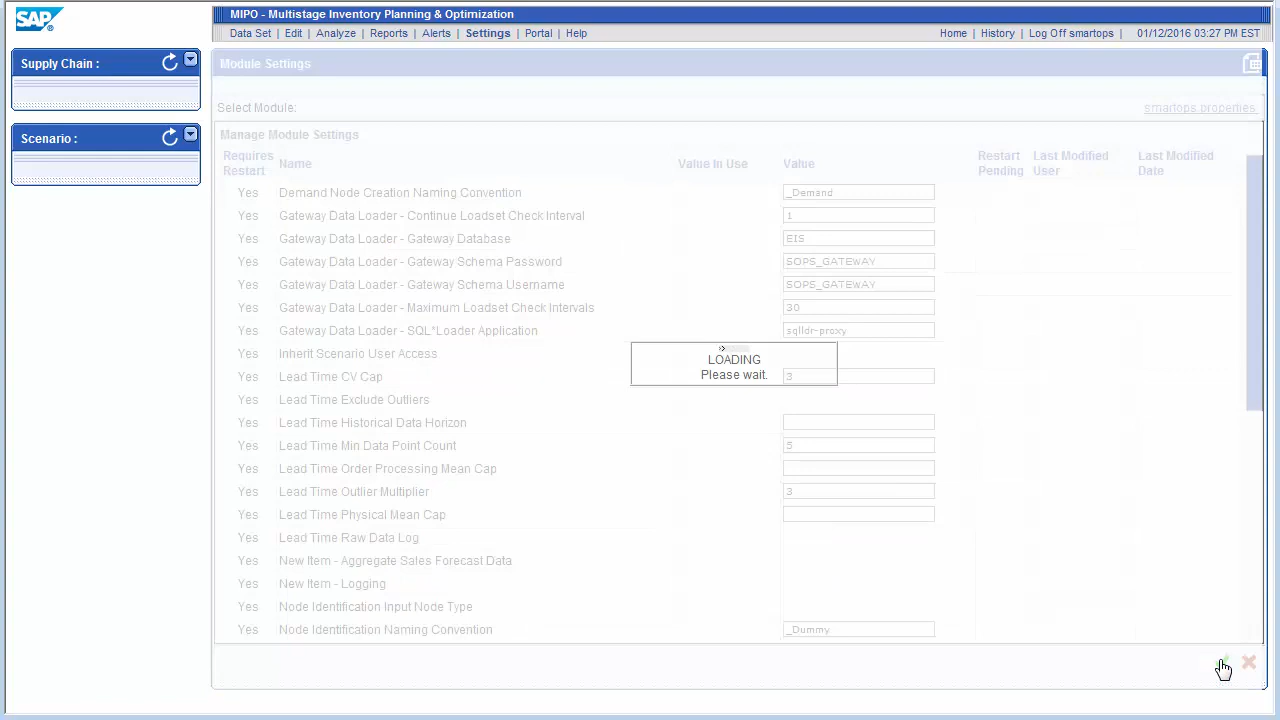 SAP
MIPO - Multistage Inventory Planning & Optimization
Data Set | Edit | Analyze | Reports | Alerts | Settings | Portal | Help
Home | History | Log Off smartops | 01/12/2016 03:27 PM EST
Supply Chain :
Scenario :
Module Settings
Select Module:
smartops.properties
Manage Module Settings
Requires Restart Name Value In Use Value Restart Pending Last Modified User Last Modified Date
Yes Demand Node Creation Naming Convention _Demand
Yes Gateway Data Loader - Continue Loadset Check Interval 1
Yes Gateway Data Loader - Gateway Database EIS
Yes Gateway Data Loader - Gateway Schema Password SOPS_GATEWAY
Yes Gateway Data Loader - Gateway Schema Username SOPS_GATEWAY
Yes Gateway Data Loader - Maximum Loadset Check Intervals 30
Yes Gateway Data Loader - SQL*Loader Application sqlldr-proxy
Yes Inherit Scenario User Access
LOADING
Please wait.
Yes Lead Time CV Cap 3
Yes Lead Time Exclude Outliers
Yes Lead Time Historical Data Horizon
Yes Lead Time Min Data Point Count 5
Yes Lead Time Order Processing Mean Cap
Yes Lead Time Outlier Multiplier 3
Yes Lead Time Physical Mean Cap
Yes Lead Time Raw Data Log
Yes New Item - Aggregate Sales Forecast Data
Yes New Item - Logging
Yes Node Identification Input Node Type
Yes Node Identification Naming Convention _Dummy